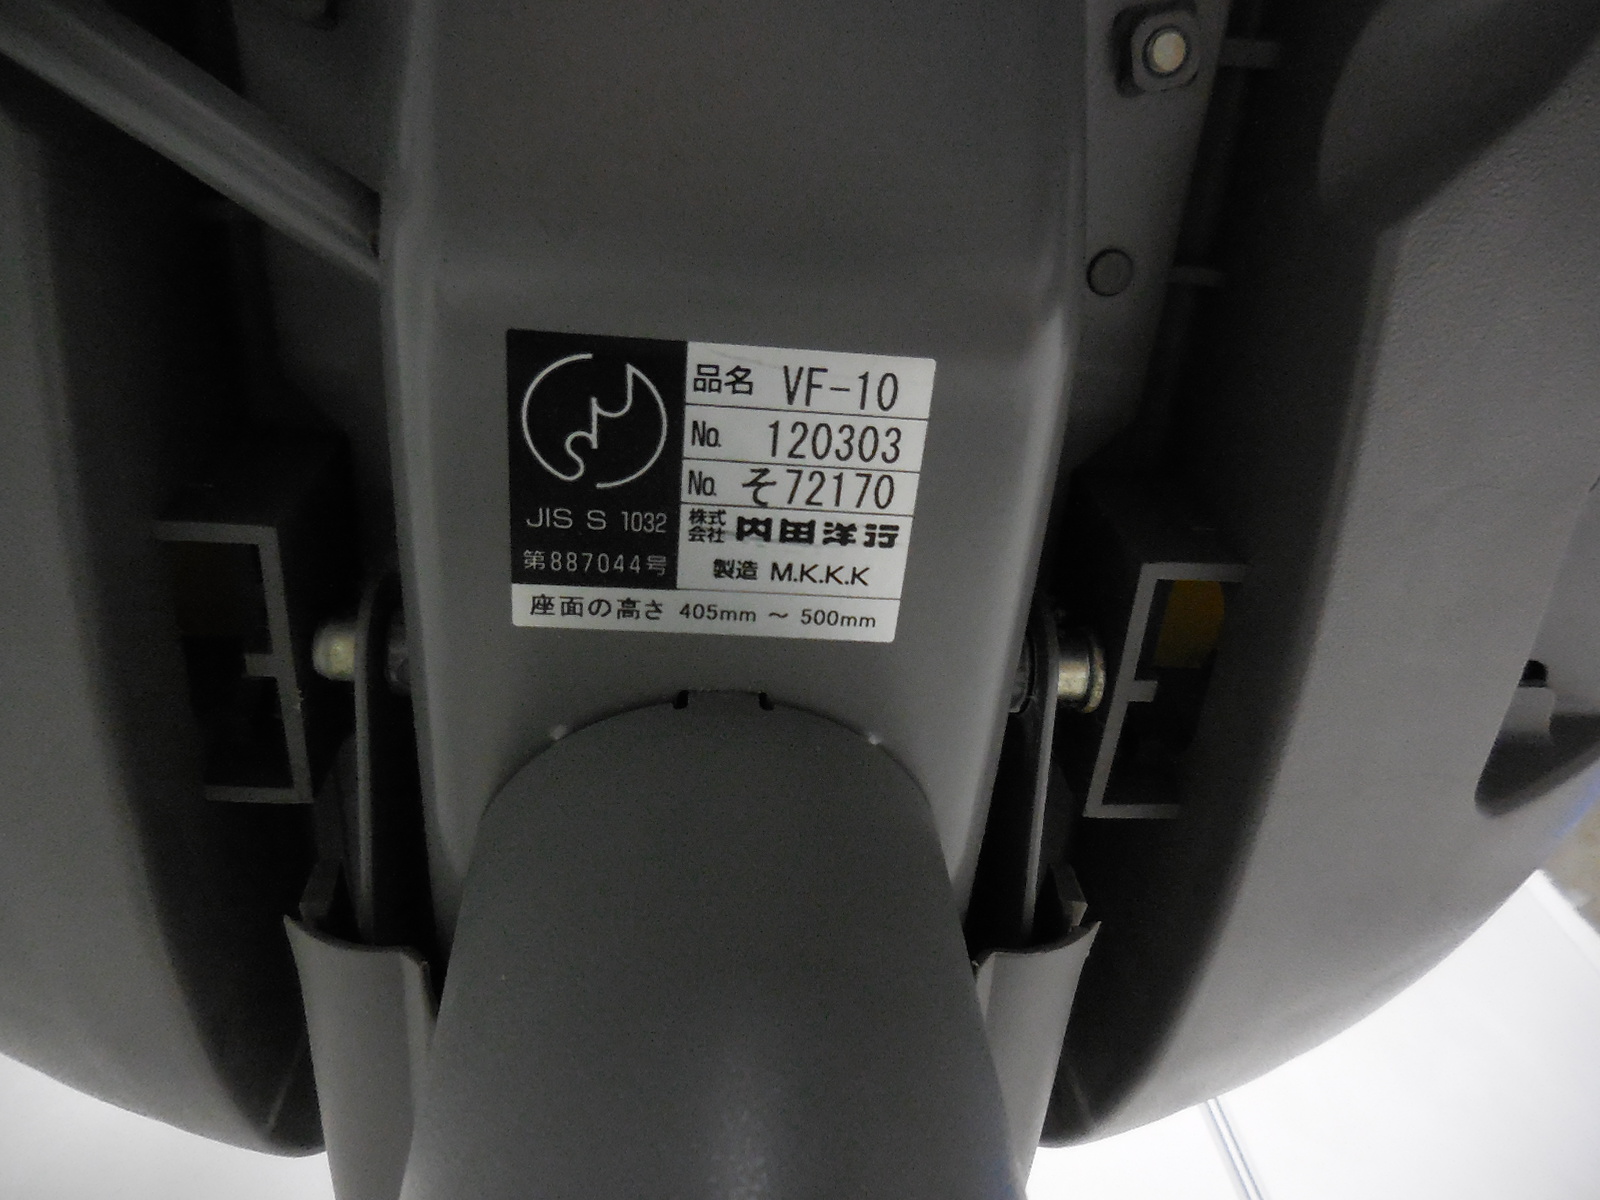 JIS S 1032
第887044号
品名 VF-10
No. 120303
No. そ72170
株式会社 内田洋行
製造 M.K.K.K
座面の高さ 405mm ～ 500mm